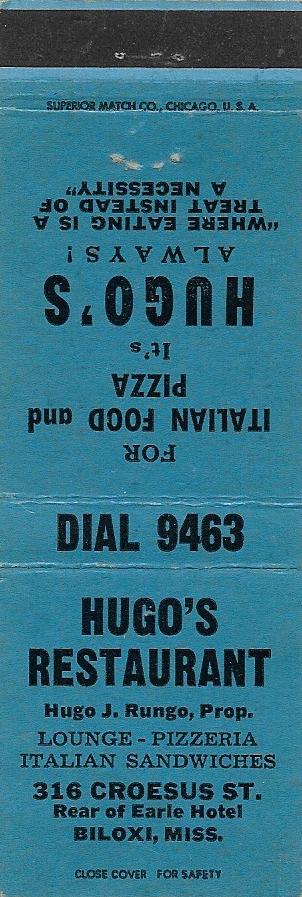 SUPERIOR MATCH CO., CHICAGO, U. S. A.
FOR
ITALIAN FOOD and
PIZZA
It's
HUGO'S
ALWAYS!
"WHERE EATING IS A
TREAT INSTEAD OF
A NECESSITY"
DIAL 9463
HUGO'S
RESTAURANT
Hugo J. Rungo, Prop.
LOUNGE - PIZZERIA
ITALIAN SANDWICHES
316 CROESUS ST.
Rear of Earle Hotel
BILOXI, MISS.
CLOSE COVER FOR SAFETY